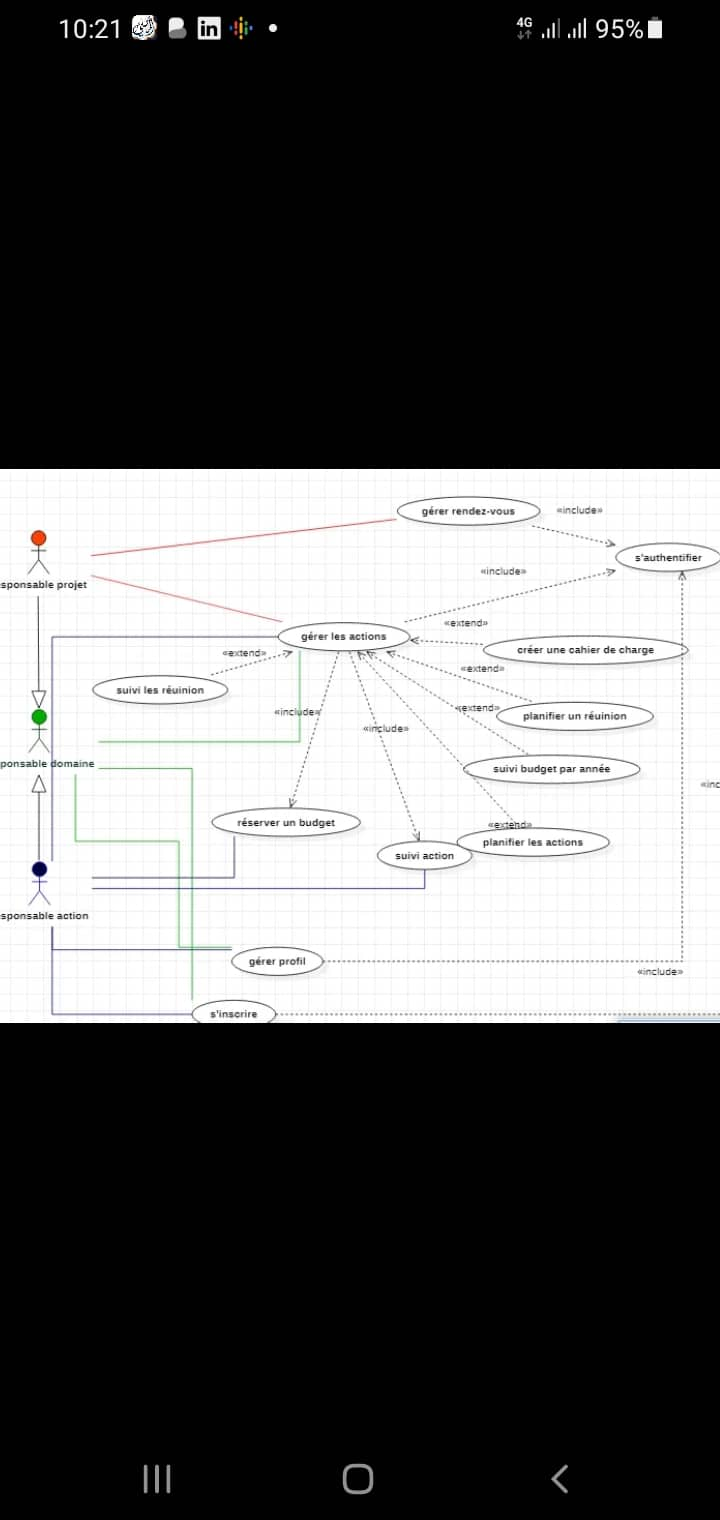 10:21
in
4G
95%
gérer rendez-vous
«include»
s'authentifier
sponsable projet
«include»
«extend»
gérer les actions
créer une cahier de charge
«extend»
«extend»
suivi les réuinion
«extend»
planifier un réuinion
«include»
«include»
ponsable domaine
suivi budget par année
«inc
réserver un budget
«extend»
planifier les actions
suivi action
sponsable action
gérer profil
«include»
s'inscrire